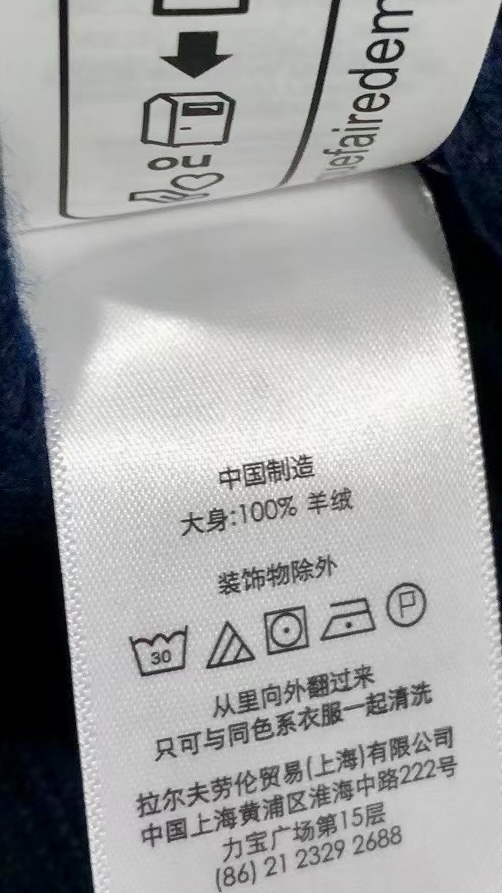 uefairedem
中国制造
大身:100% 羊绒
装饰物除外
30
P
从里向外翻过来
只可与同色系衣服一起清洗
拉尔夫劳伦贸易(上海)有限公司
中国上海黄浦区淮海中路222号
力宝广场第15层
(86) 21 2329 2688